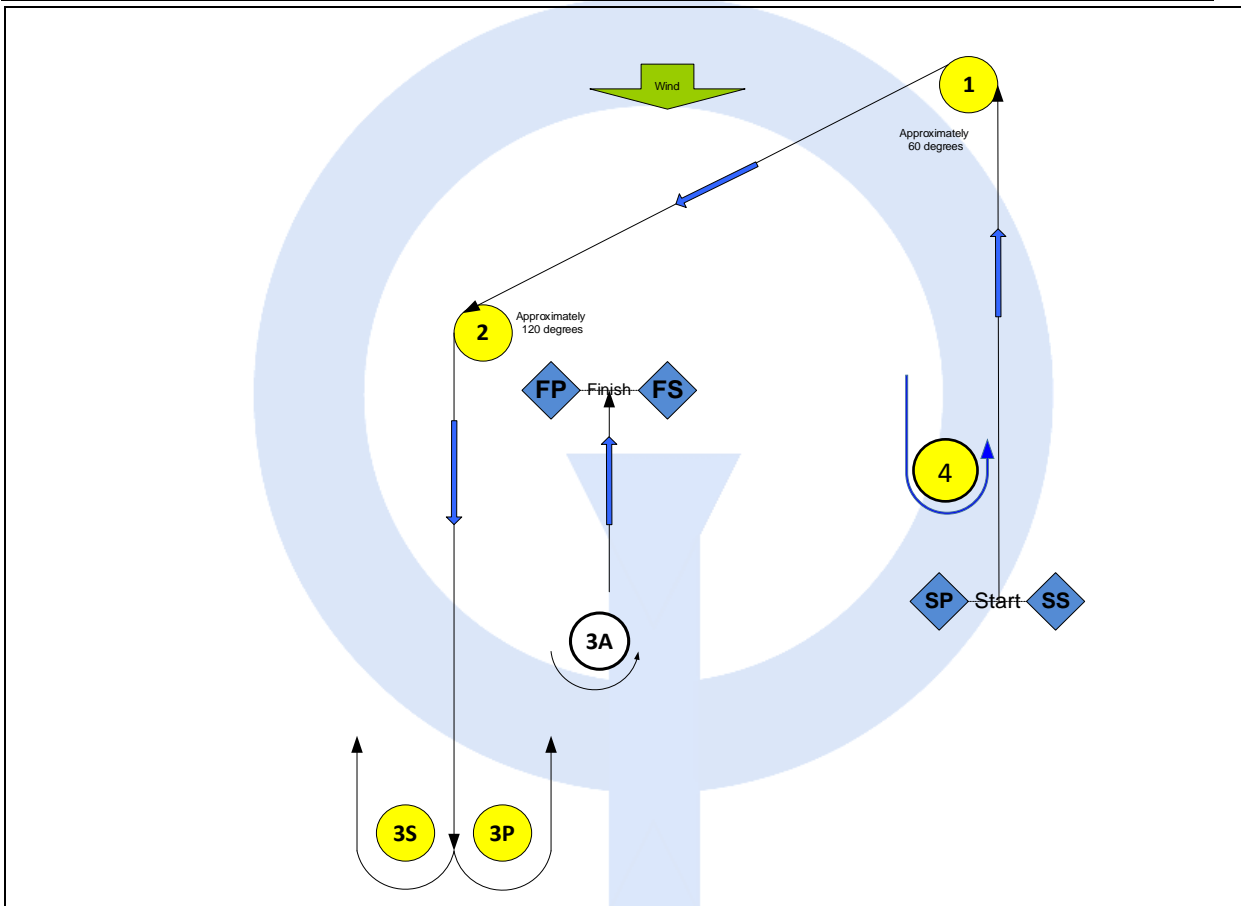 Wind
1
Approximately
60 degrees
2
Approximately
120 degrees
FP
Finish
FS
4
SP
Start
SS
3A
3S
3P